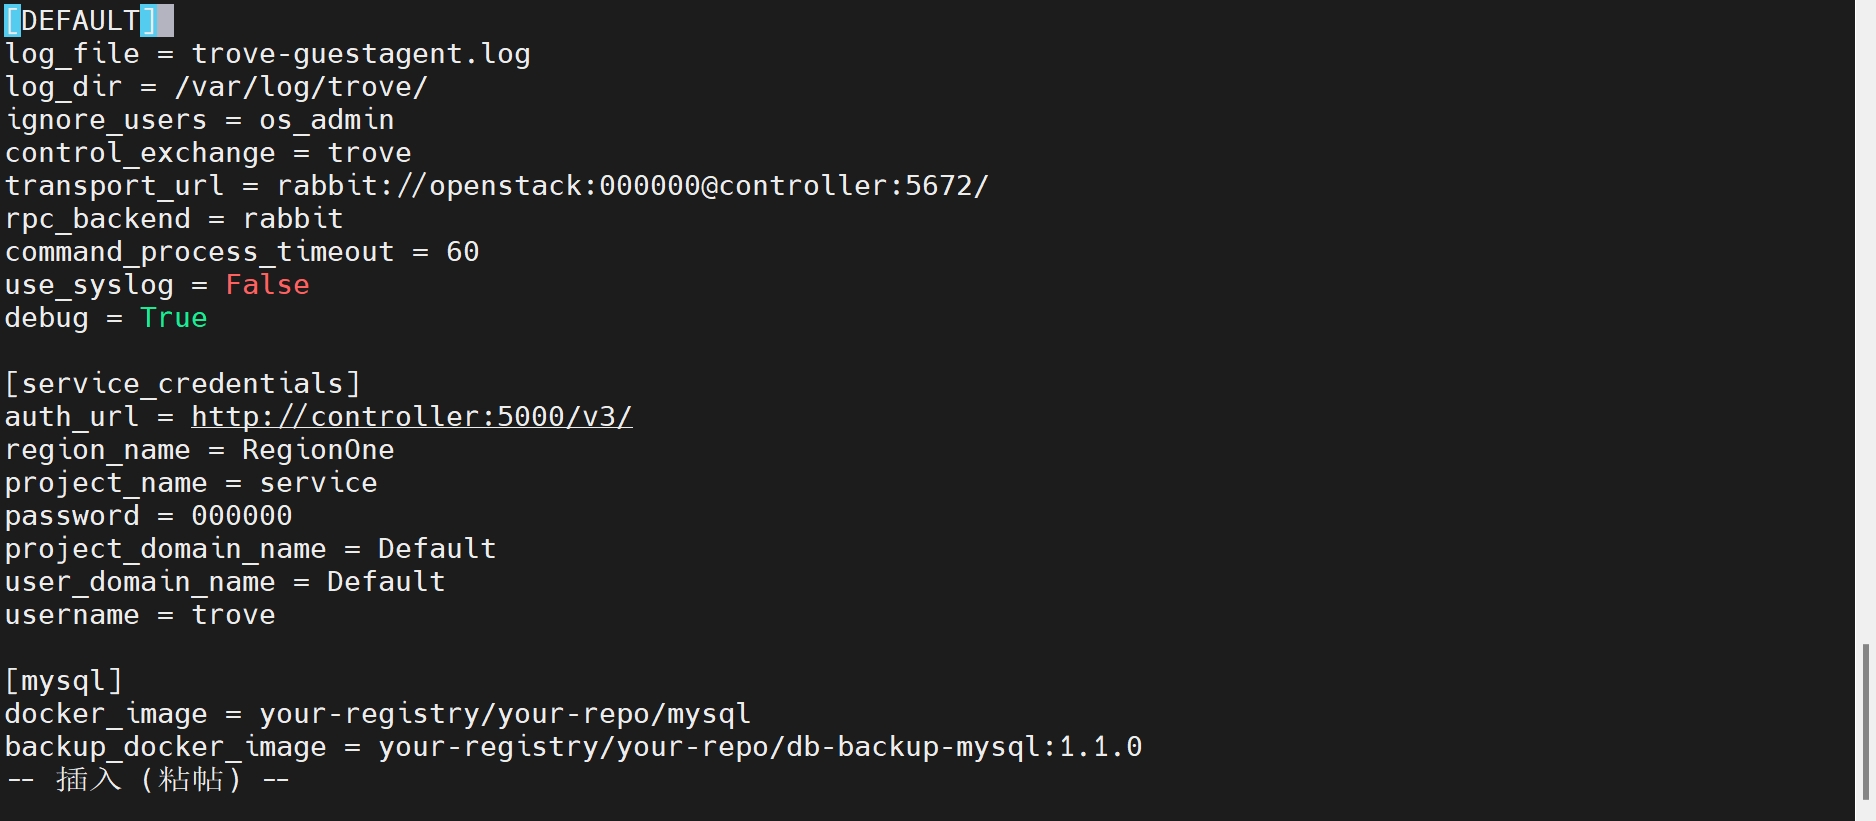 [DEFAULT]
log_file = trove-guestagent.log
log_dir = /var/log/trove/
ignore_users = os_admin
control_exchange = trove
transport_url = rabbit://openstack:000000@controller:5672/
rpc_backend = rabbit
command_process_timeout = 60
use_syslog = False
debug = True

[service_credentials]
auth_url = http://controller:5000/v3/
region_name = RegionOne
project_name = service
password = 000000
project_domain_name = Default
user_domain_name = Default
username = trove

[mysql]
docker_image = your-registry/your-repo/mysql
backup_docker_image = your-registry/your-repo/db-backup-mysql:1.1.0
-- 插入 (粘帖) --